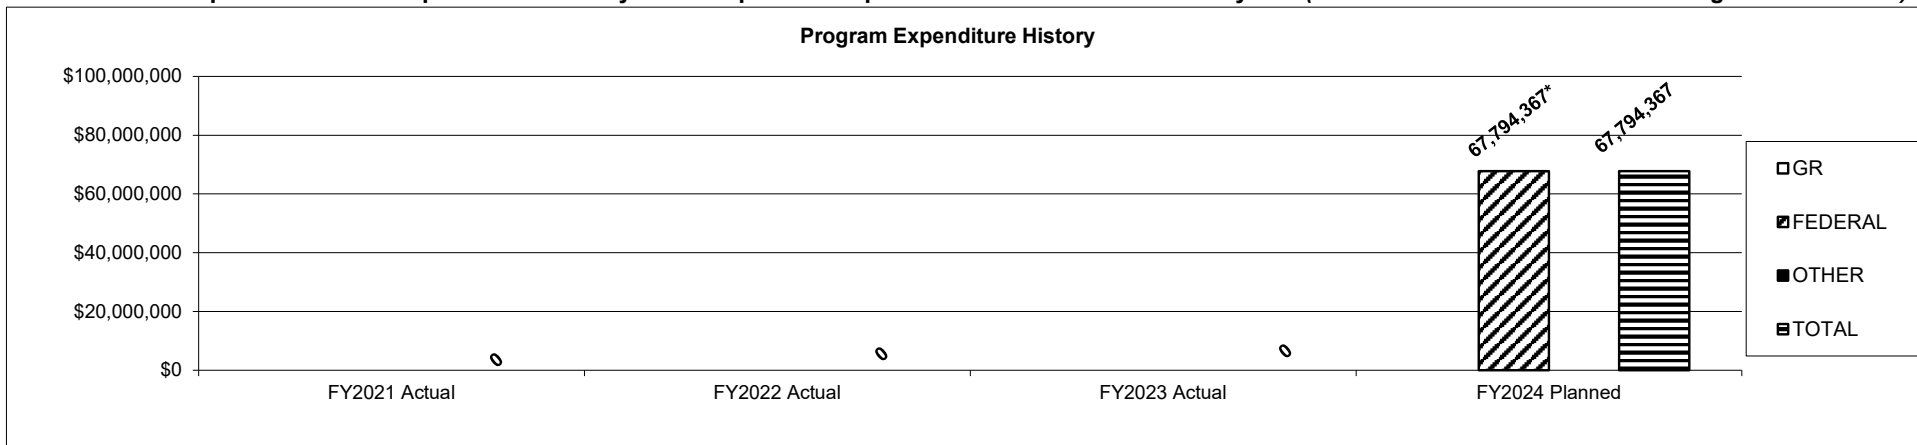 Program Expenditure History
$100,000,000
$80,000,000
$60,000,000
$40,000,000
$20,000,000
$0
0
0
0
67,794,367*
67,794,367
FY2021 Actual
FY2022 Actual
FY2023 Actual
FY2024 Planned
GR
FEDERAL
OTHER
TOTAL